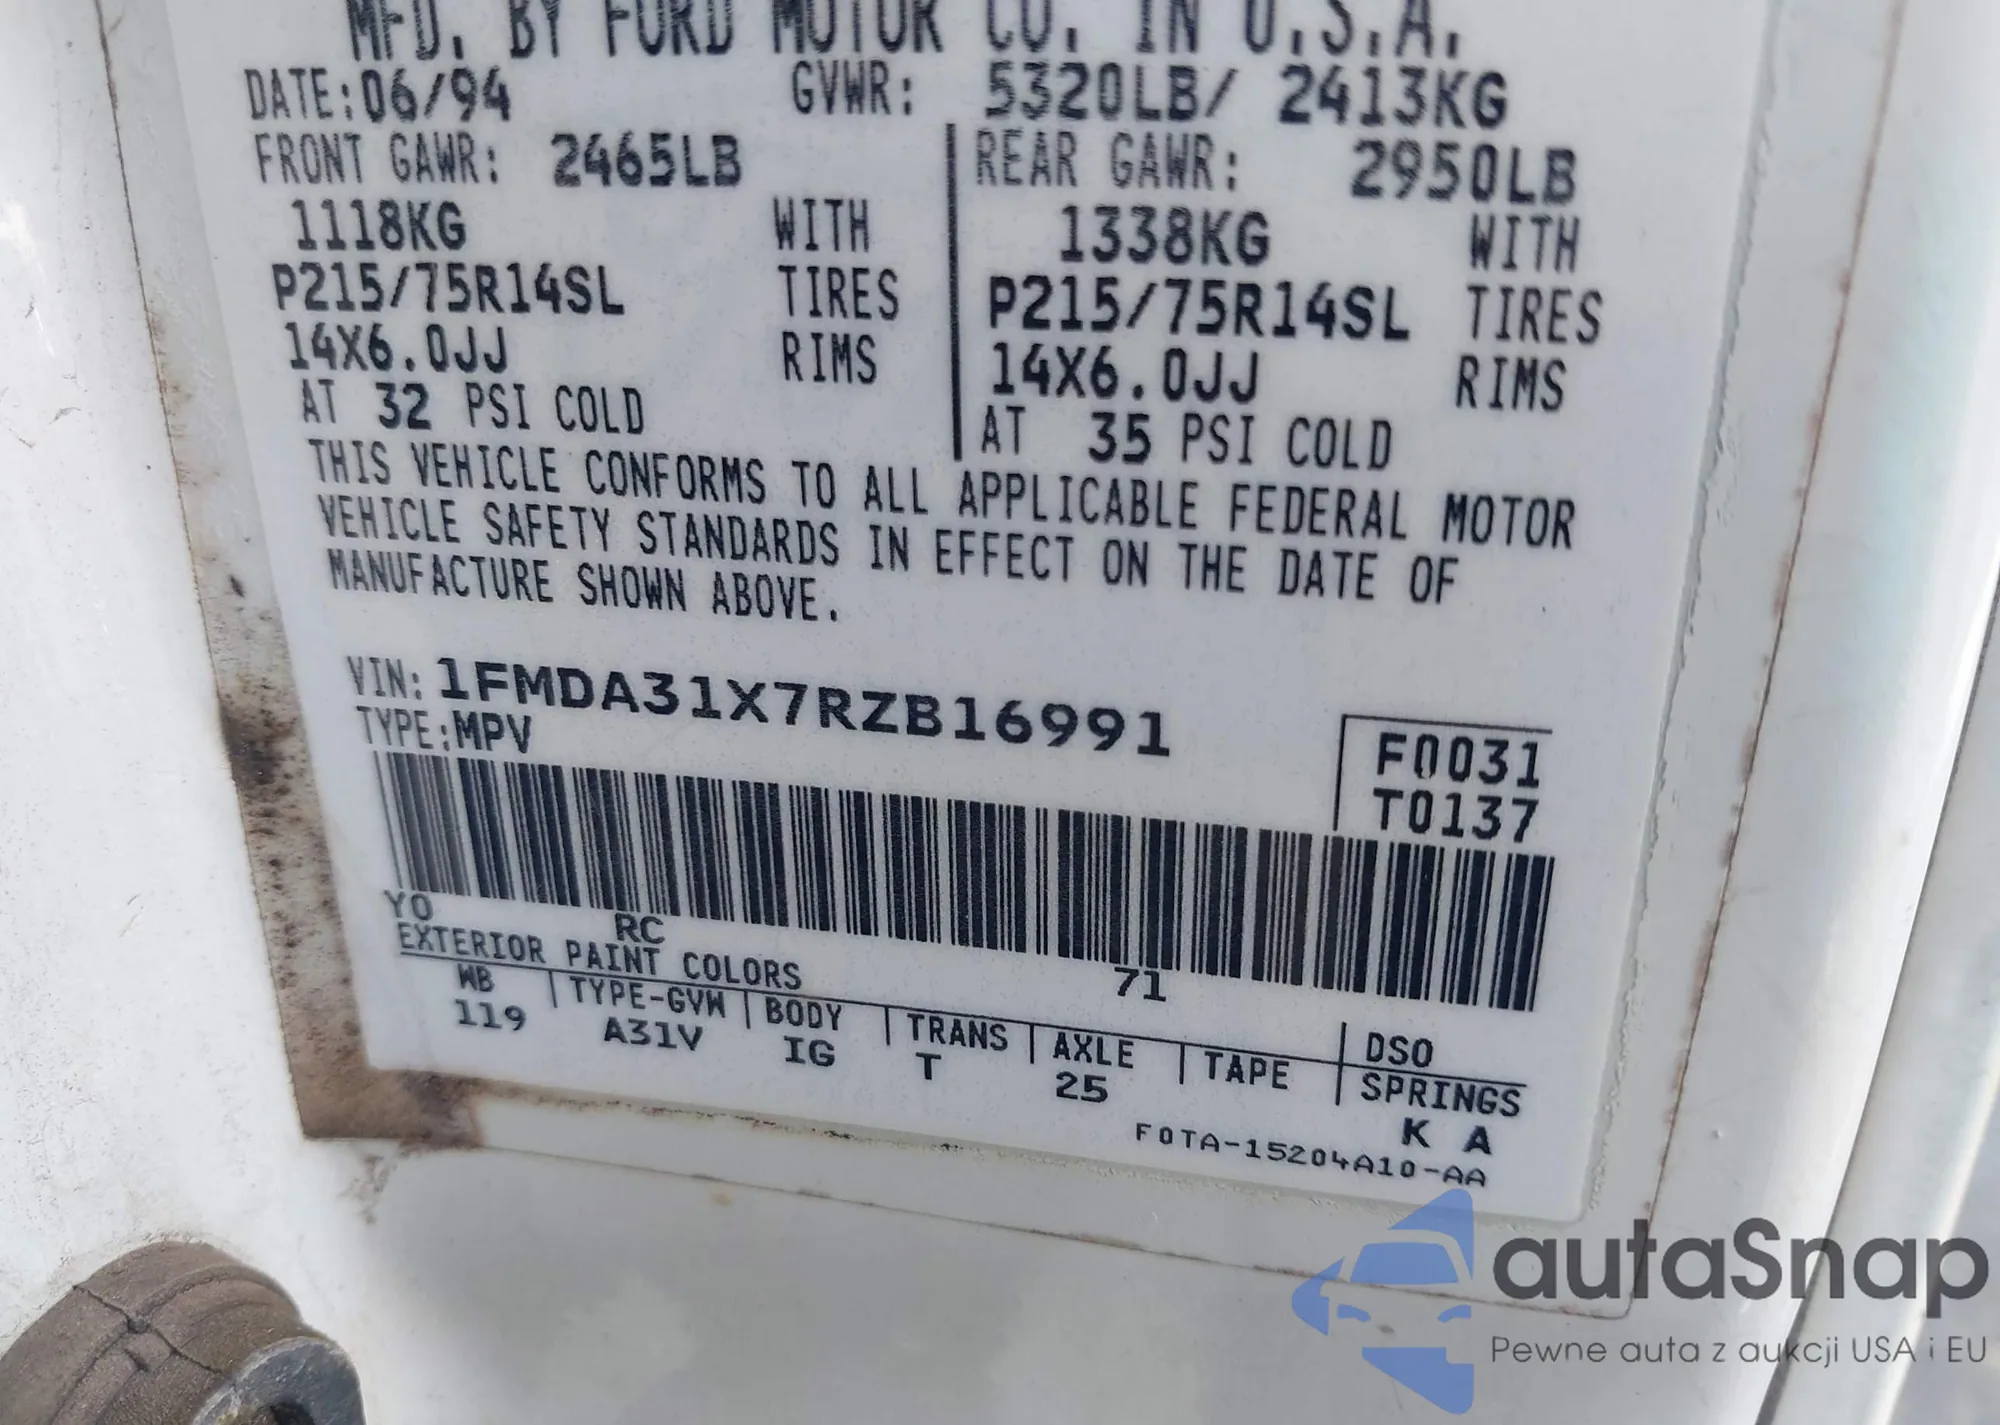 MFD. BY FORD MOTOR CO. IN U.S.A.
DATE:06/94 GVWR: 5320LB/ 2413KG
FRONT GAWR: 2465LB REAR GAWR: 2950LB
1118KG WITH 1338KG WITH
P215/75R14SL TIRES P215/75R14SL TIRES
14X6.0JJ RIMS 14X6.0JJ RIMS
AT 32 PSI COLD AT 35 PSI COLD
THIS VEHICLE CONFORMS TO ALL APPLICABLE FEDERAL MOTOR
VEHICLE SAFETY STANDARDS IN EFFECT ON THE DATE OF
MANUFACTURE SHOWN ABOVE.
VIN: 1FMDA31X7RZB16991
TYPE:MPV
F0031
T0137
YO RC 71
EXTERIOR PAINT COLORS
WB TYPE-GVW BODY TRANS AXLE TAPE DSO
SPRINGS
119 A31V IG T 25 K A
F0TA-15204A10-AA
autaSnap
Pewne auta z aukcji USA i EU